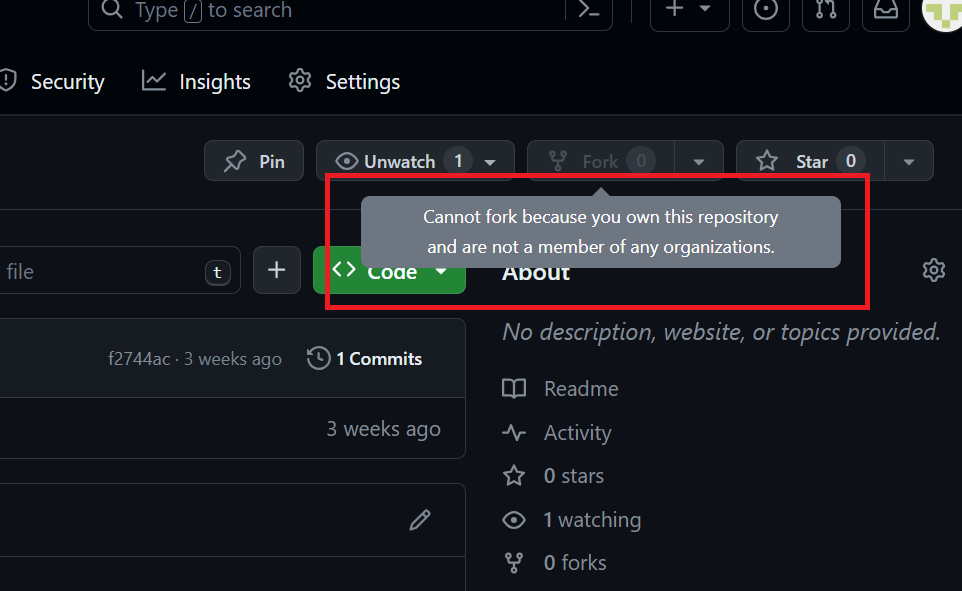 Type / to search
Security Insights Settings
Pin Unwatch 1 Fork 0 Star 0
Cannot fork because you own this repository
and are not a member of any organizations.
file t + Code About
No description, website, or topics provided.
f2744ac · 3 weeks ago 1 Commits
Readme
3 weeks ago
Activity
0 stars
1 watching
0 forks